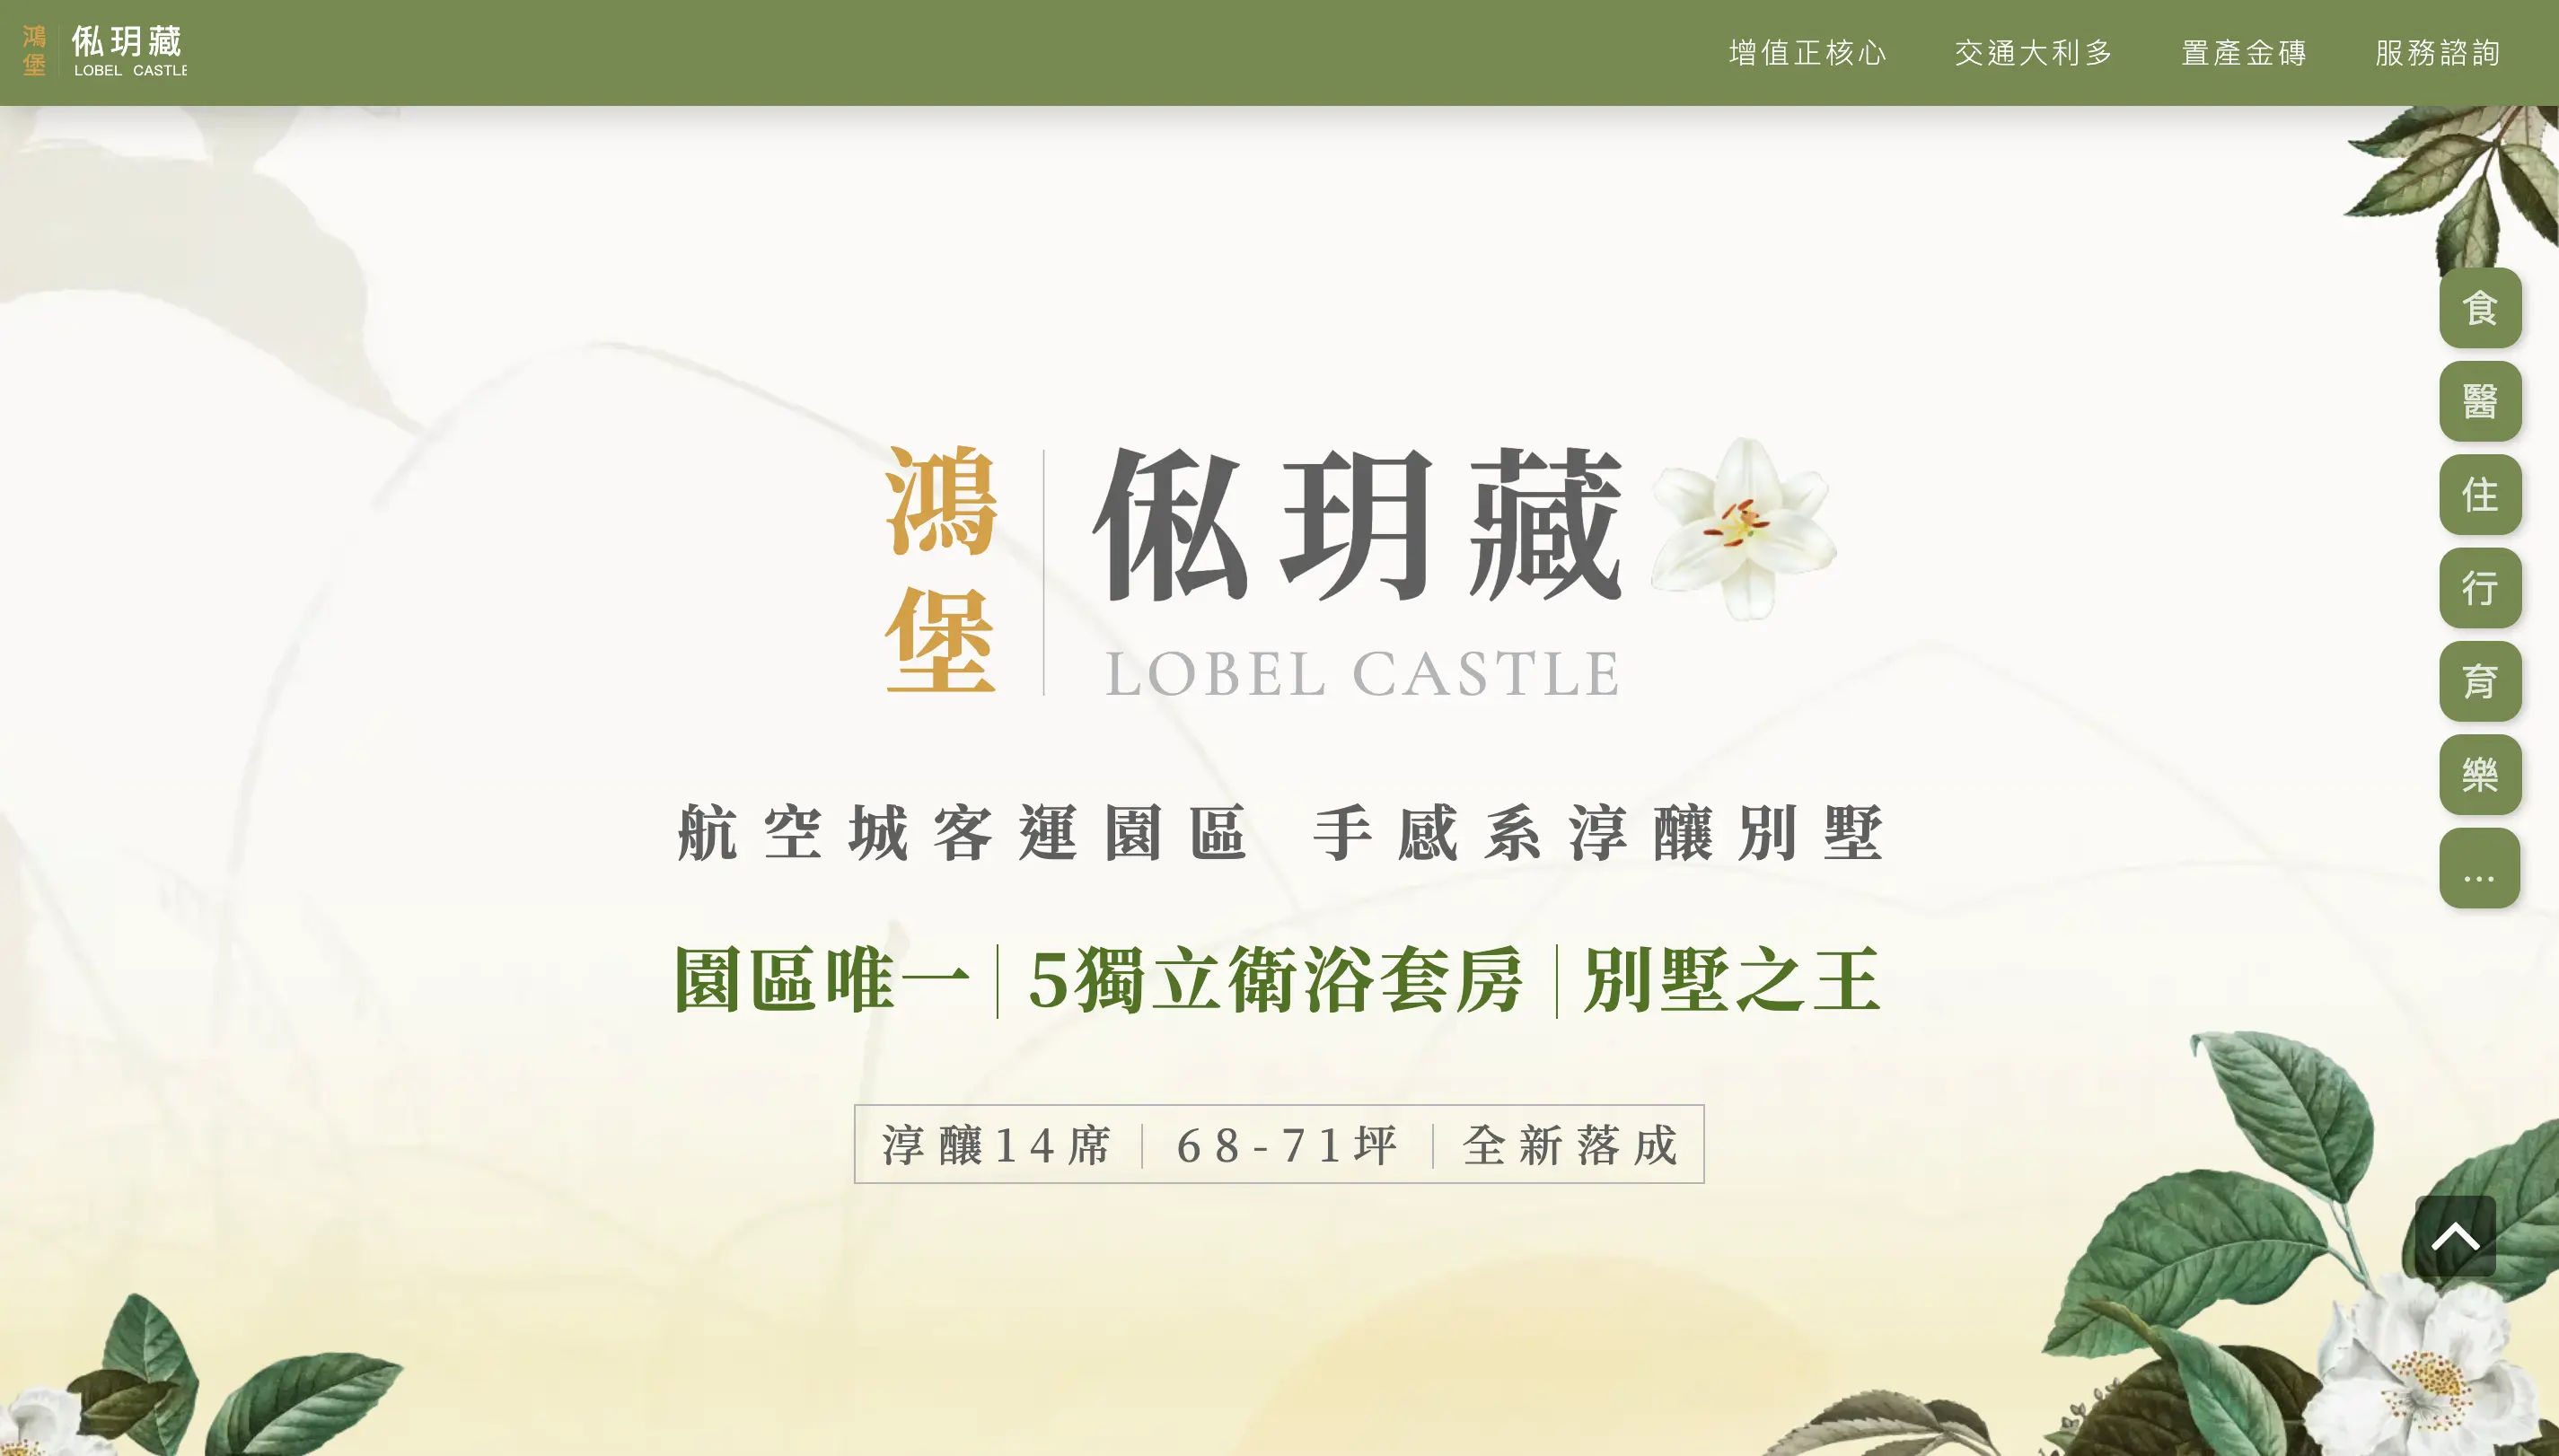 鴻堡 俬玥藏
LOBEL CASTLE
增值正核心 交通大利多 置產金磚 服務諮詢
鴻堡
俬玥藏
LOBEL CASTLE
航空城客運園區 手感系淳釀別墅
園區唯一｜5獨立衛浴套房｜別墅之王
淳釀14席｜68-71坪｜全新落成
食
醫
住
行
育
樂
...